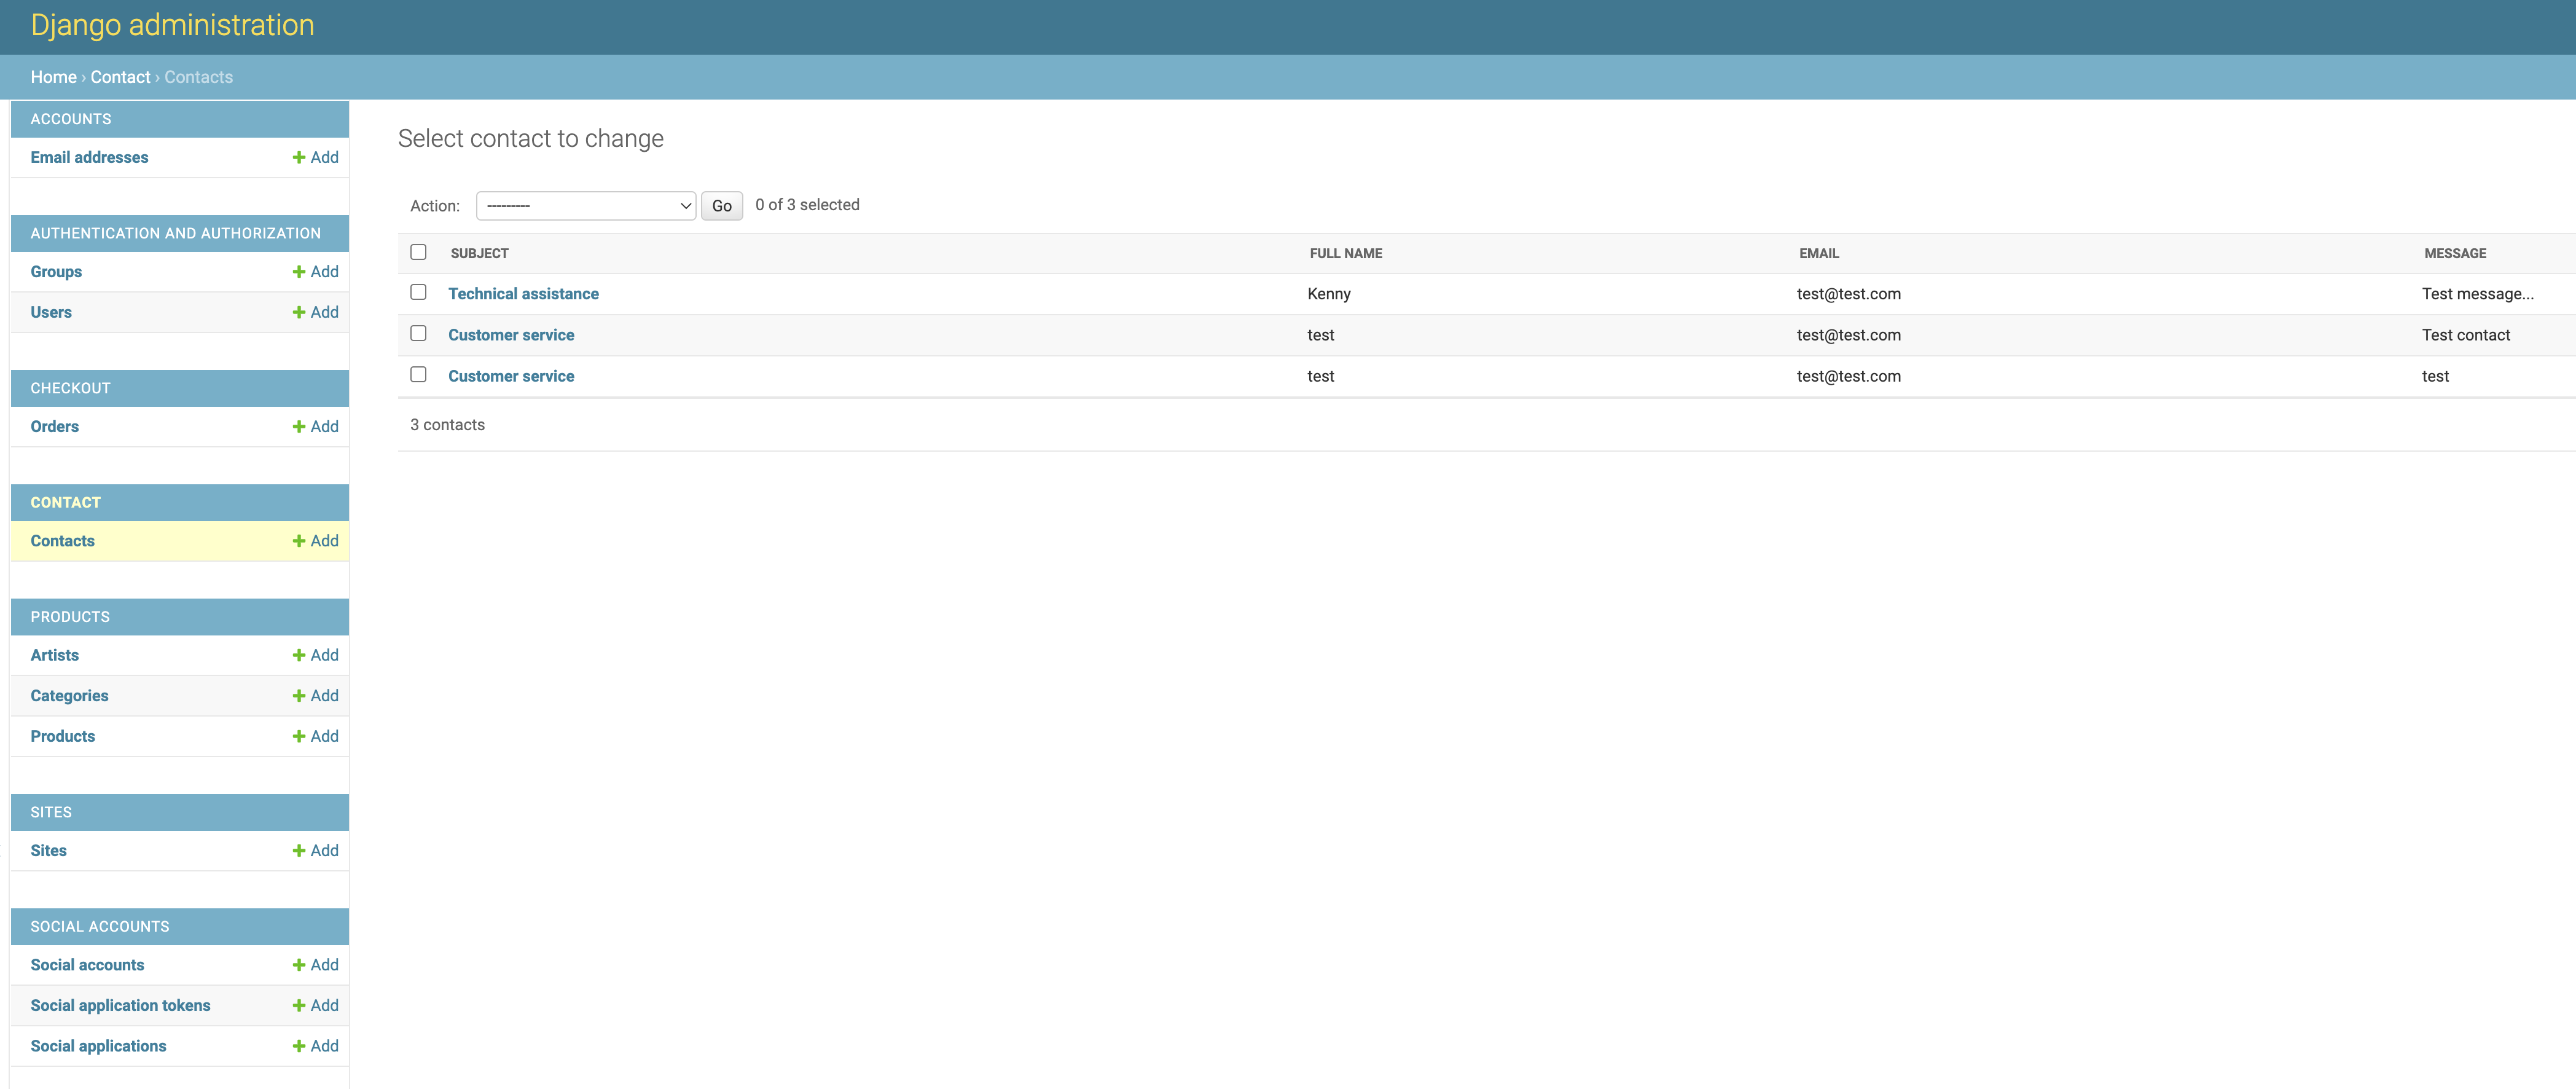 Django administration
Home › Contact › Contacts
ACCOUNTS
Email addresses + Add
AUTHENTICATION AND AUTHORIZATION
Groups + Add
Users + Add
CHECKOUT
Orders + Add
CONTACT
Contacts + Add
PRODUCTS
Artists + Add
Categories + Add
Products + Add
SITES
Sites + Add
SOCIAL ACCOUNTS
Social accounts + Add
Social application tokens + Add
Social applications + Add
Select contact to change
Action: --------- Go 0 of 3 selected
SUBJECT FULL NAME EMAIL MESSAGE
Technical assistance Kenny test@test.com Test message...
Customer service test test@test.com Test contact
Customer service test test@test.com test
3 contacts